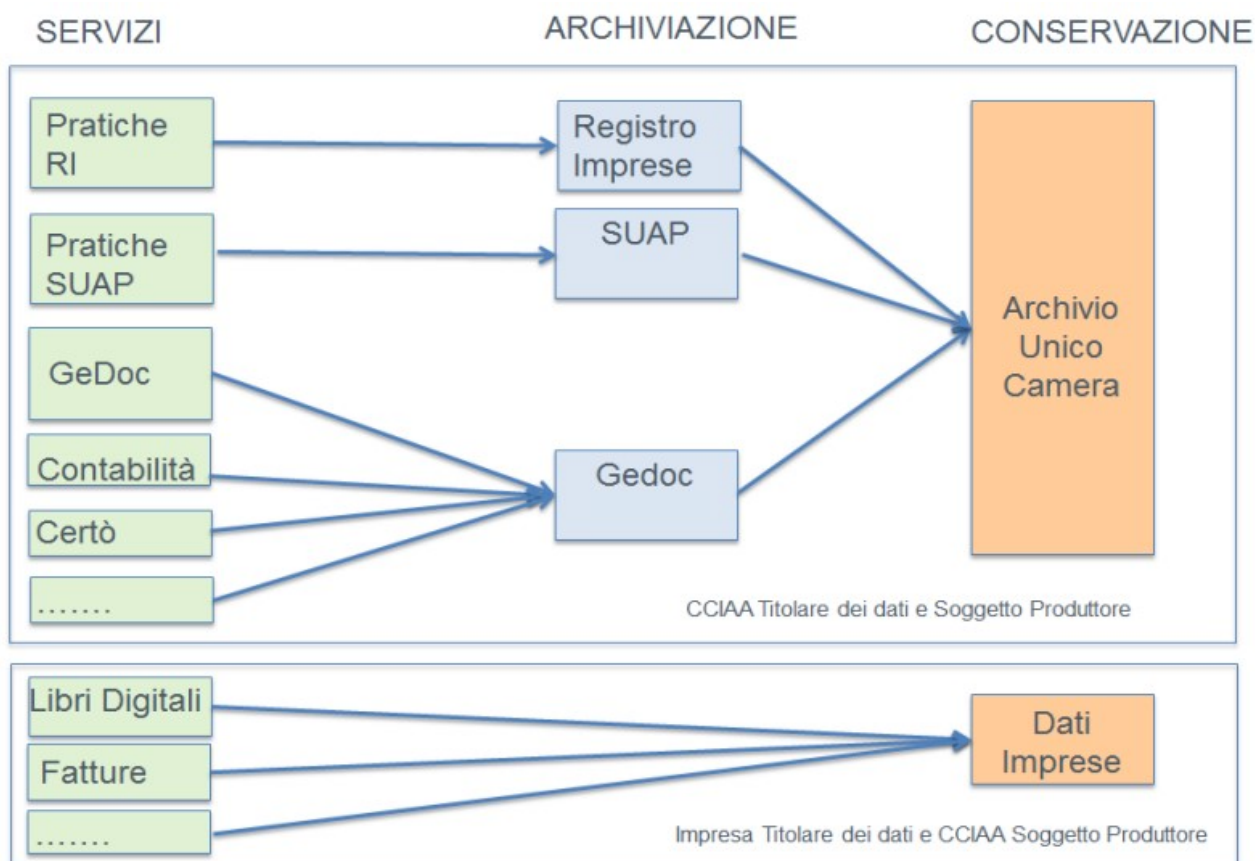 SERVIZI
ARCHIVIAZIONE
CONSERVAZIONE
Pratiche
RI
Registro
Imprese
Pratiche
SUAP
SUAP
GeDoc
Archivio
Unico
Camera
Contabilità
Gedoc
Certò
.......
CCIAA Titolare dei dati e Soggetto Produttore
Libri Digitali
Fatture
.......
Dati
Imprese
Impresa Titolare dei dati e CCIAA Soggetto Produttore